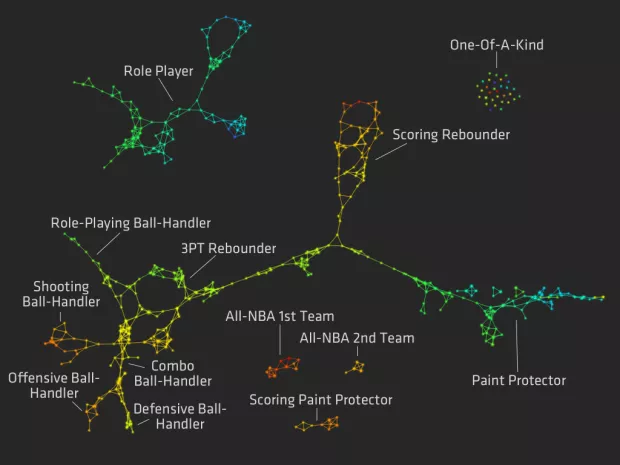 One-Of-A-Kind
Role Player
Scoring Rebounder
Role-Playing Ball-Handler
3PT Rebounder
Shooting
Ball-Handler
All-NBA 1st Team
All-NBA 2nd Team
Combo
Ball-Handler
Paint Protector
Offensive Ball-
Handler
Scoring Paint Protector
Defensive Ball-
Handler